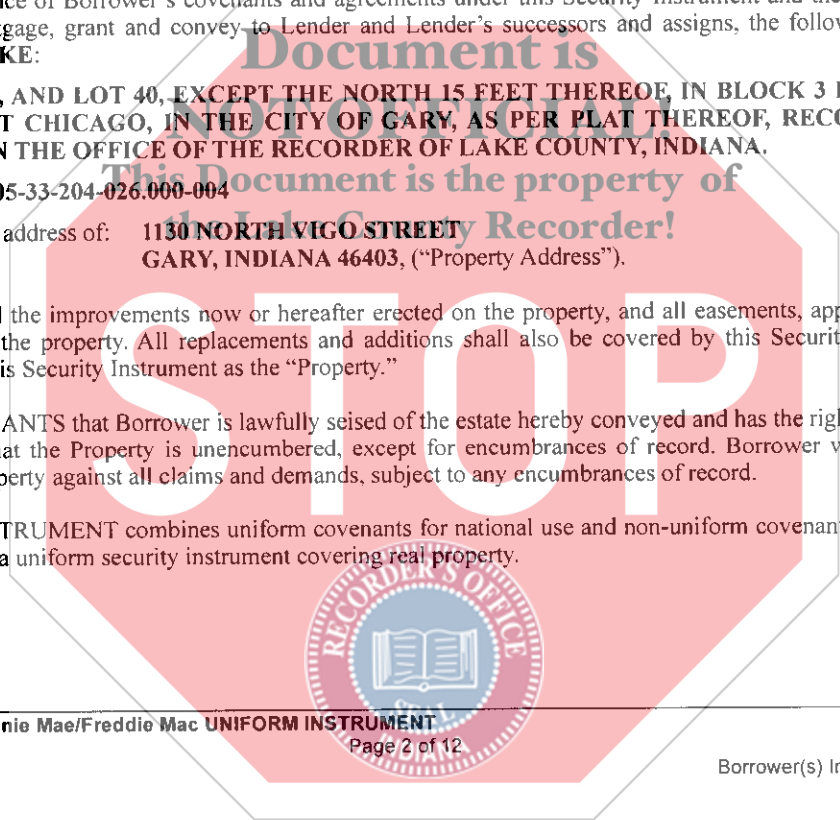 ce of Borrower's covenants and agreements under this Security Instrument and the
gage, grant and convey to Lender and Lender's successors and assigns, the follow
KE:
Document is
, AND LOT 40, EXCEPT THE NORTH 15 FEET THEREOF, IN BLOCK 3
NOT OFFICIAL!
T CHICAGO, IN THE CITY OF GARY, AS PER PLAT THEREOF, RECO
N THE OFFICE OF THE RECORDER OF LAKE COUNTY, INDIANA.
This Document is the property of
05-33-204-026.000-004
the Lake County Recorder!
address of: 1130 NORTH VIGO STREET
GARY, INDIANA 46403, (“Property Address”).
STOP
the improvements now or hereafter erected on the property, and all easements, app
the property. All replacements and additions shall also be covered by this Securit
is Security Instrument as the “Property.”
ANTS that Borrower is lawfully seised of the estate hereby conveyed and has the righ
at the Property is unencumbered, except for encumbrances of record. Borrower w
perty against all claims and demands, subject to any encumbrances of record.
TRUMENT combines uniform covenants for national use and non-uniform covenan
a uniform security instrument covering real property.
RECORDER'S OFFICE
SEAL
INDIANA
nie Mae/Freddie Mac UNIFORM INSTRUMENT
Page 2 of 12
Borrower(s) In